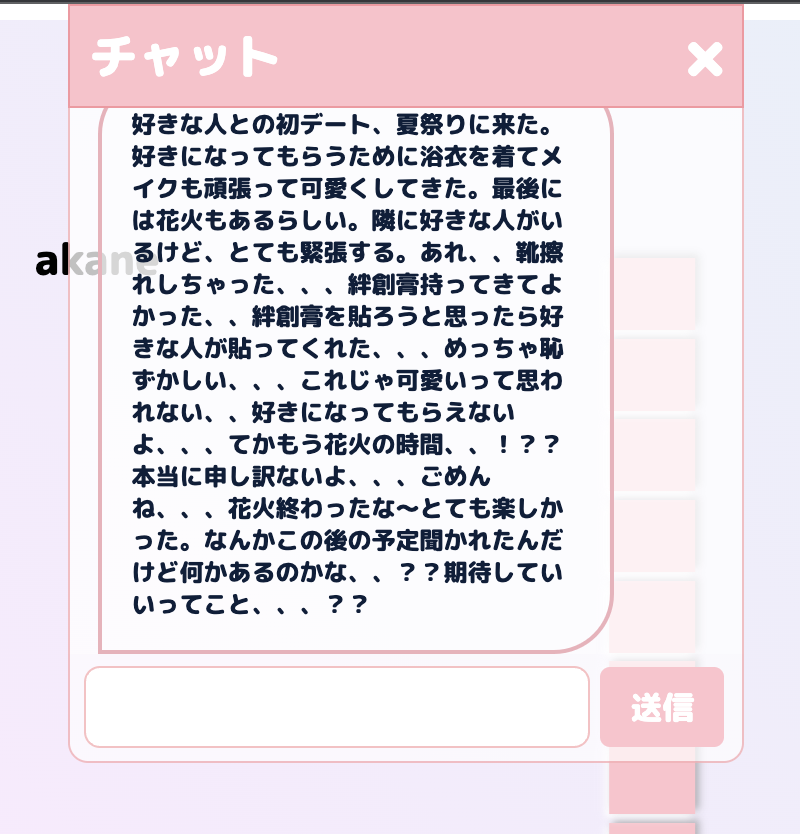 チャット
好きな人との初デート、夏祭りに来た。
好きになってもらうために浴衣を着てメ
イクも頑張って可愛くしてきた。最後に
は花火もあるらしい。隣に好きな人がい
るけど、とても緊張する。あれ、、靴擦
れしちゃった、、、絆創膏持ってきてよ
かった、、絆創膏を貼ろうと思ったら好
きな人が貼ってくれた、、、めっちゃ恥
ずかしい、、、これじゃ可愛いって思わ
れない、、好きになってもらえない
よ、、、てかもう花火の時間、、！？？
本当に申し訳ないよ、、、ごめん
ね、、、花火終わったな〜とても楽しか
った。なんかこの後の予定聞かれたんだ
けど何かあるのかな、、？？期待してい
いってこと、、、？？
akane
送信